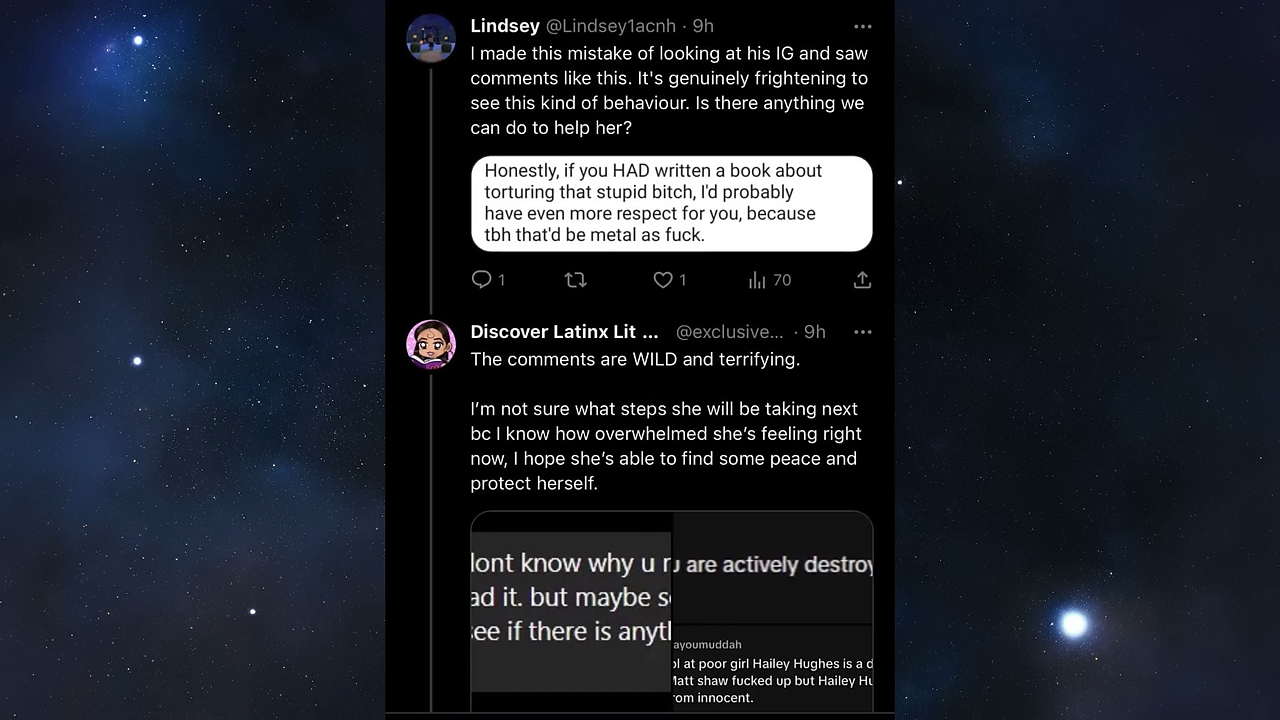 Lindsey @Lindsey1acnh · 9h
I made this mistake of looking at his IG and saw
comments like this. It's genuinely frightening to
see this kind of behaviour. Is there anything we
can do to help her?
Honestly, if you HAD written a book about
torturing that stupid bitch, I'd probably
have even more respect for you, because
tbh that'd be metal as fuck.
1 1 70
Discover Latinx Lit ... @exclusive... · 9h
The comments are WILD and terrifying.
I'm not sure what steps she will be taking next
bc I know how overwhelmed she's feeling right
now, I hope she's able to find some peace and
protect herself.
dont know why u
ad it. but maybe
ee if there is
are actively destroy
ayoumuddah
ol at poor girl Hailey Hughes is a
Matt shaw fucked up but Hailey
rom innocent.